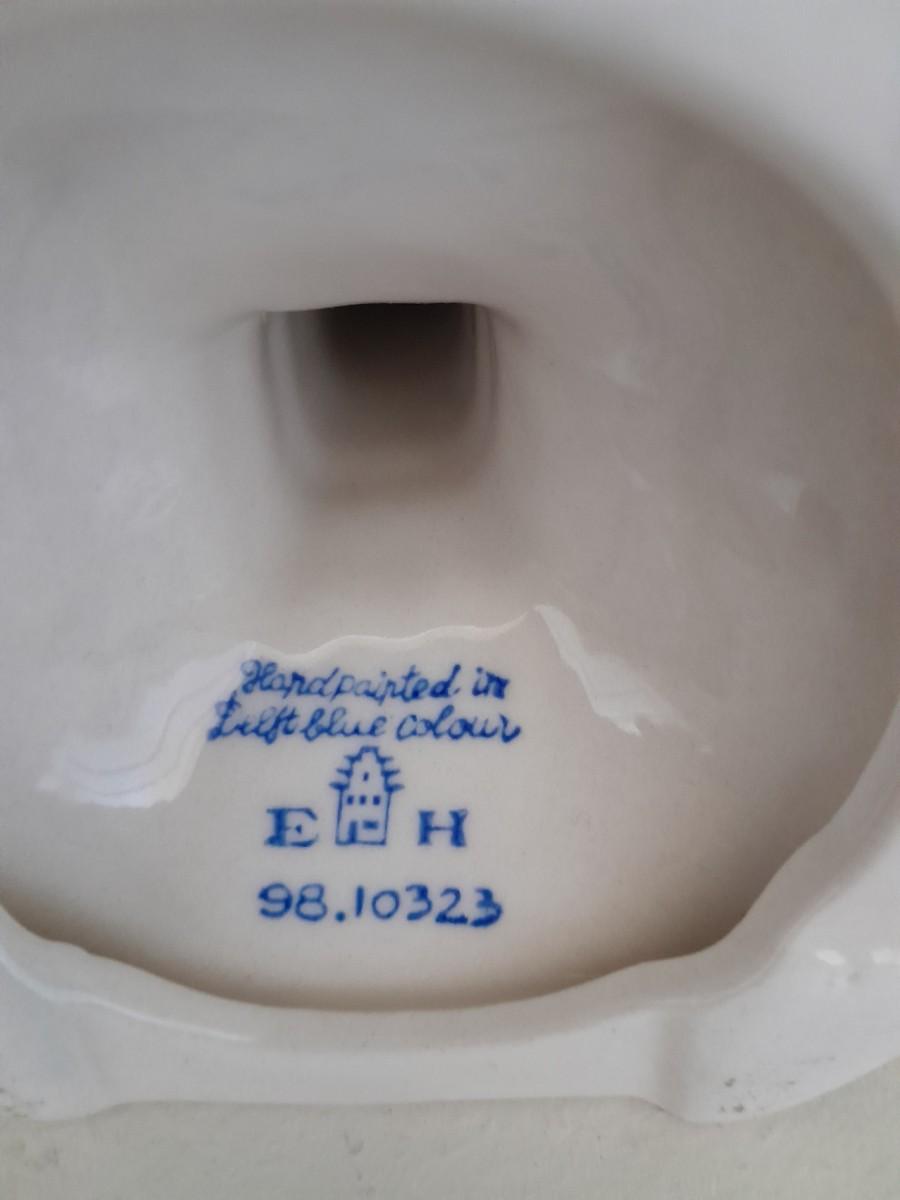 Handpainted in
Delft blue colour
E H
98.10323